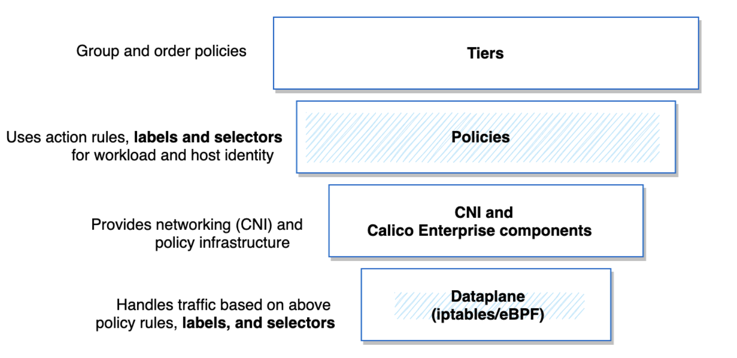 Group and order policies
Tiers
Uses action rules, labels and selectors
for workload and host identity
Policies
Provides networking (CNI) and
policy infrastructure
CNI and
Calico Enterprise components
Handles traffic based on above
policy rules, labels, and selectors
Dataplane
(iptables/eBPF)